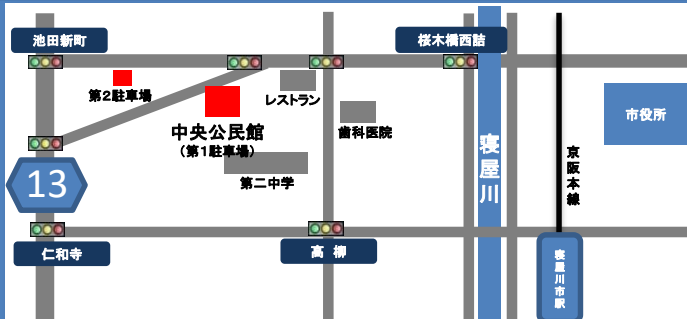 池田新町
桜木橋西詰
第2駐車場
レストラン
中央公民館
(第1駐車場)
歯科医院
市役所
第二中学
寝屋川
京阪本線
13
仁和寺
高柳
寝屋川市駅